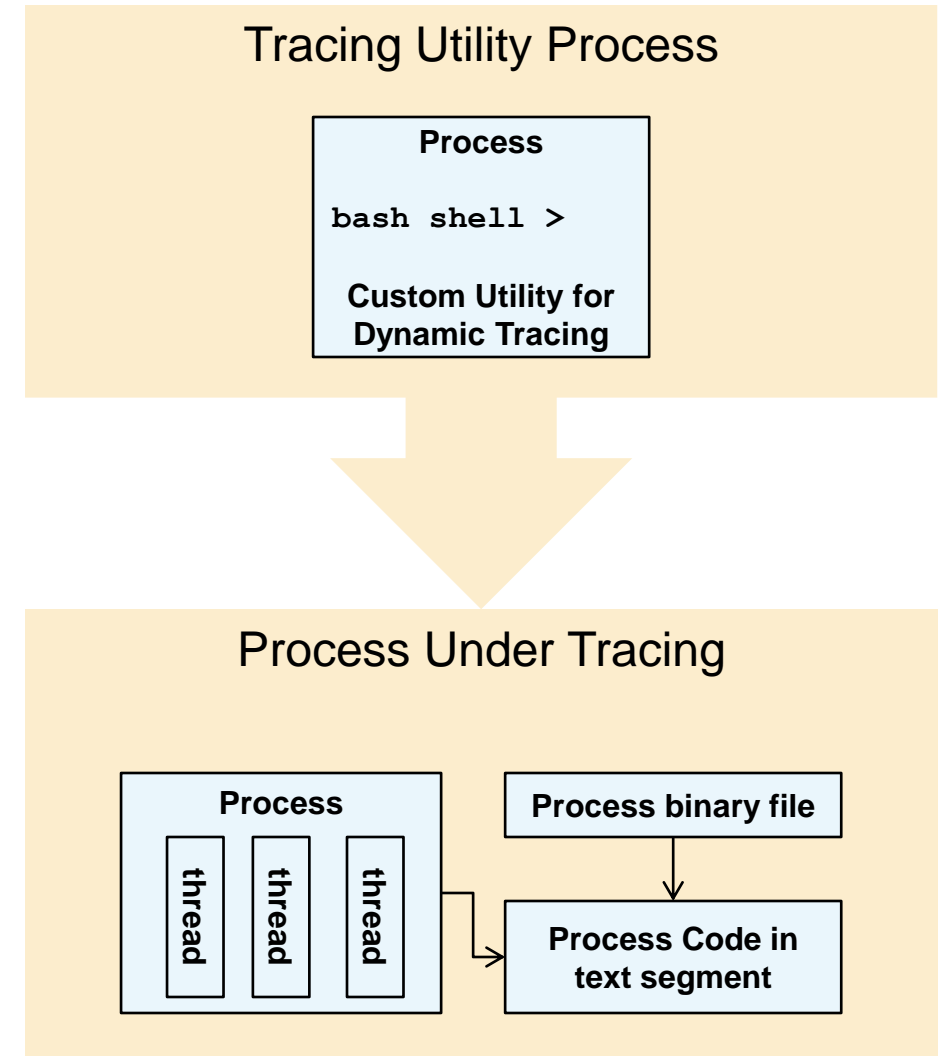 Tracing Utility Process
Process
bash shell >
Custom Utility for
Dynamic Tracing
Process Under Tracing
Process
thread
thread
thread
Process binary file
Process Code in
text segment